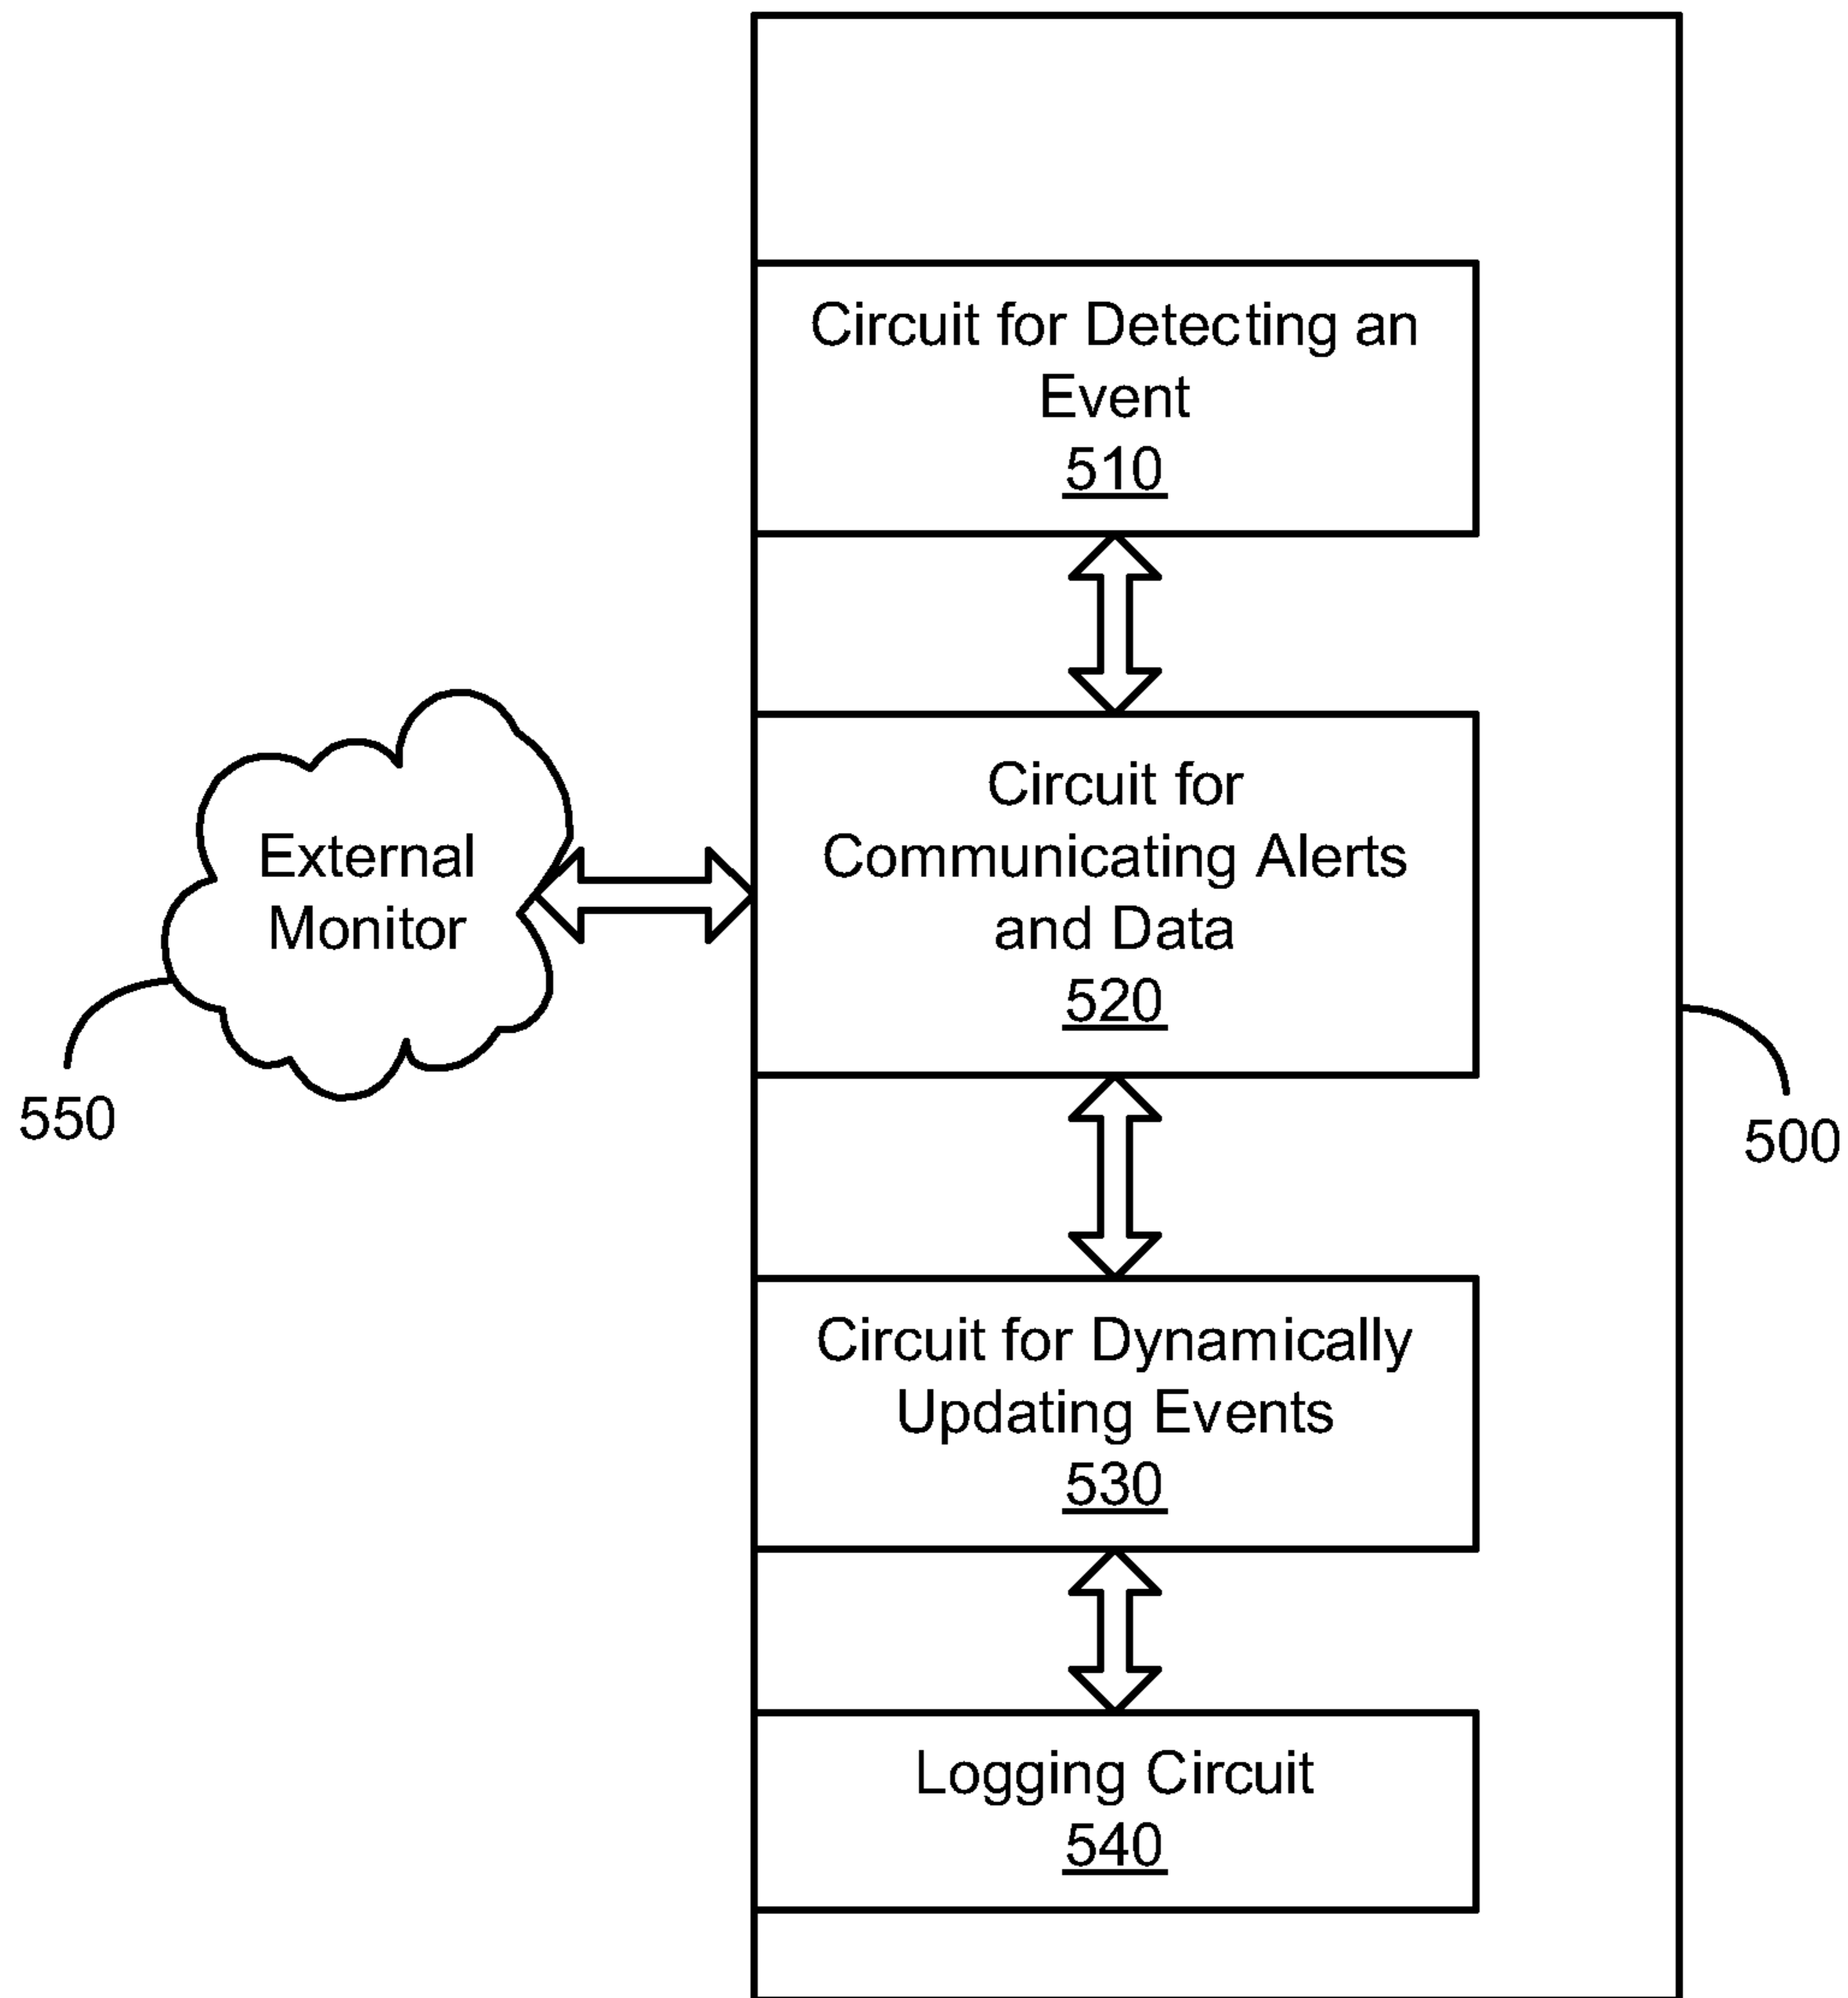 Circuit for Detecting an
Event
510
External
Monitor
550
Circuit for
Communicating Alerts
and Data
520
500
Circuit for Dynamically
Updating Events
530
Logging Circuit
540